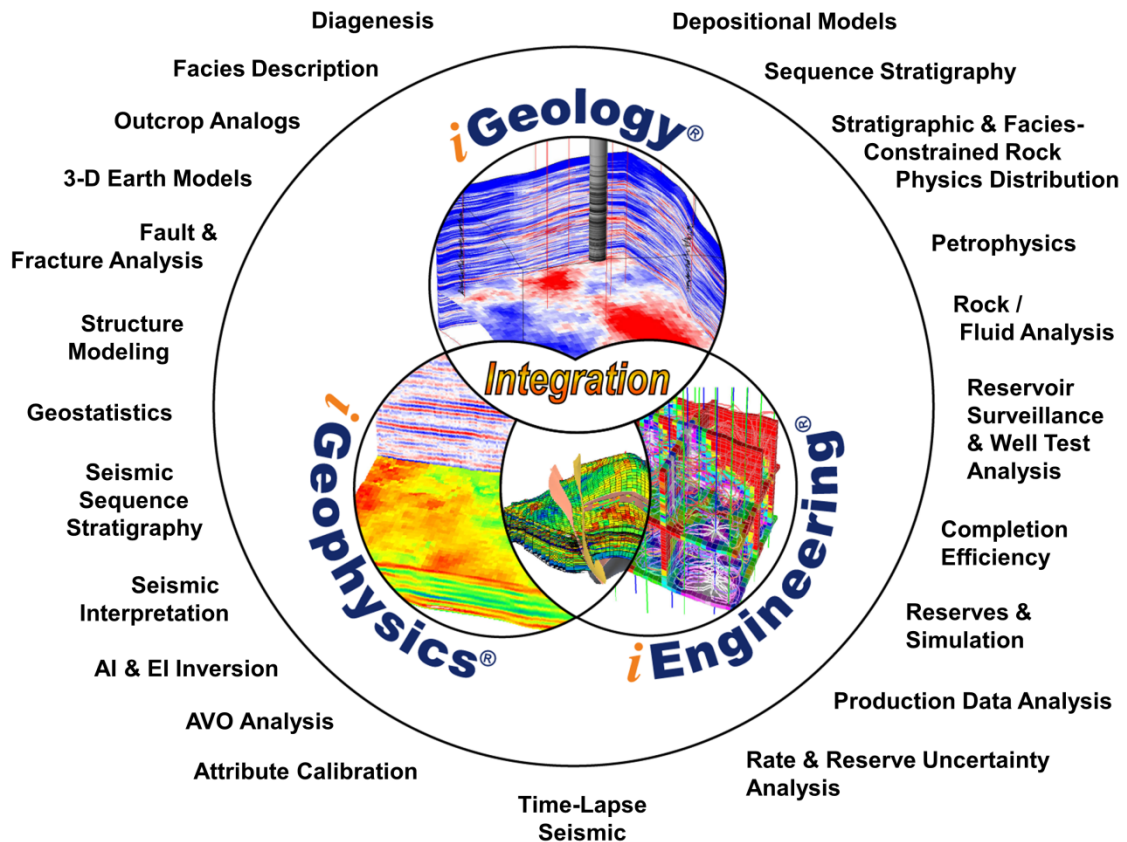 Diagenesis
Depositional Models
Facies Description
Sequence Stratigraphy
Outcrop Analogs
Stratigraphic & Facies-
Constrained Rock
Physics Distribution
3-D Earth Models
Fault &
Fracture Analysis
Petrophysics
Structure
Modeling
Rock /
Fluid Analysis
Geostatistics
Reservoir
Surveillance
& Well Test
Analysis
Seismic
Sequence
Stratigraphy
Completion
Efficiency
Seismic
Interpretation
Reserves &
Simulation
AI & EI Inversion
Production Data Analysis
AVO Analysis
Rate & Reserve Uncertainty
Analysis
Attribute Calibration
Time-Lapse
Seismic
iGeology®
Integration
iGeophysics®
iEngineering®